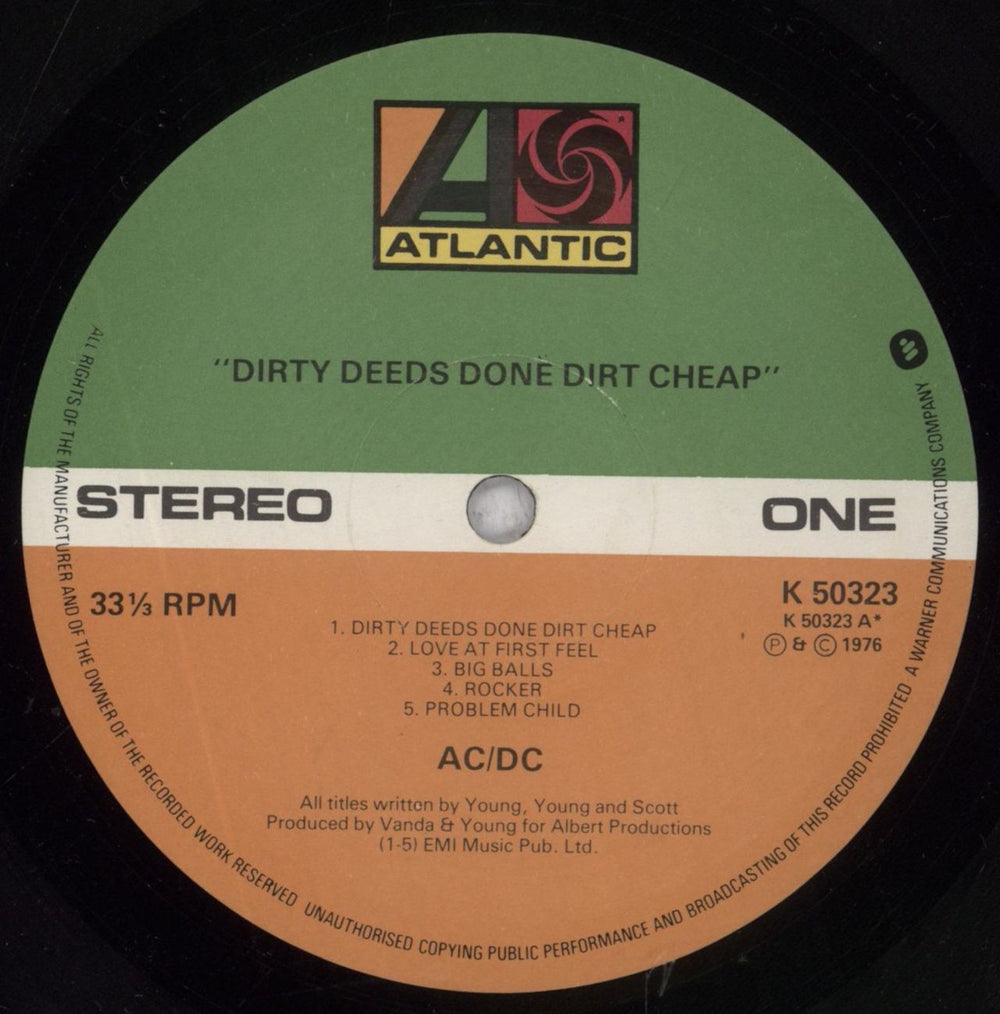 ATLANTIC
"DIRTY DEEDS DONE DIRT CHEAP"
STEREO
ONE
33⅓ RPM
K 50323
K 50323 A*
Ⓟ & Ⓒ 1976
1. DIRTY DEEDS DONE DIRT CHEAP
2. LOVE AT FIRST FEEL
3. BIG BALLS
4. ROCKER
5. PROBLEM CHILD
AC/DC
All titles written by Young, Young and Scott
Produced by Vanda & Young for Albert Productions
(1-5) EMI Music Pub. Ltd.
ALL RIGHTS OF THE MANUFACTURER AND OF THE OWNER OF THE RECORDED WORK RESERVED UNAUTHORISED COPYING PUBLIC PERFORMANCE AND BROADCASTING OF THIS RECORD PROHIBITED A WARNER COMMUNICATIONS COMPANY